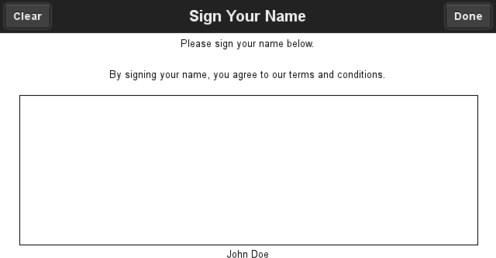 Clear Sign Your Name Done
Please sign your name below.
By signing your name, you agree to our terms and conditions.
John Doe